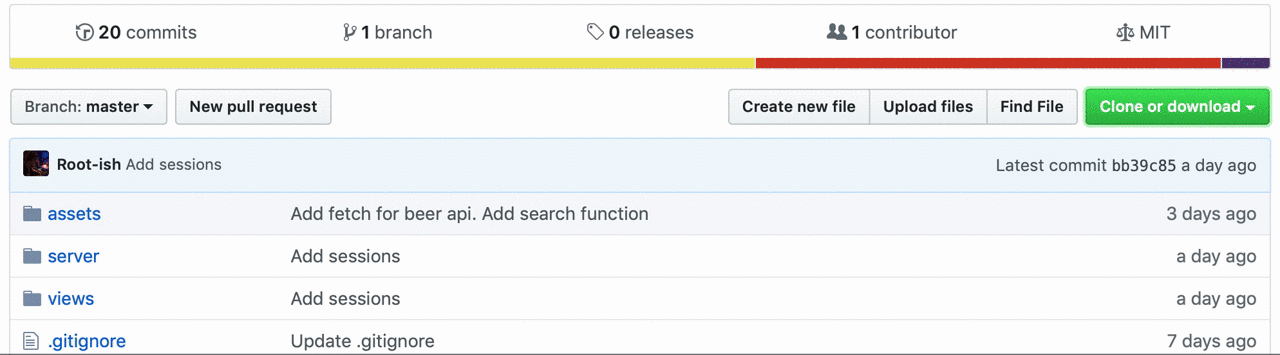 20 commits 1 branch 0 releases 1 contributor MIT
Branch: master New pull request Create new file Upload files Find File Clone or download
Root-ish Add sessions Latest commit bb39c85 a day ago
assets Add fetch for beer api. Add search function 3 days ago
server Add sessions a day ago
views Add sessions a day ago
.gitignore Update .gitignore 7 days ago